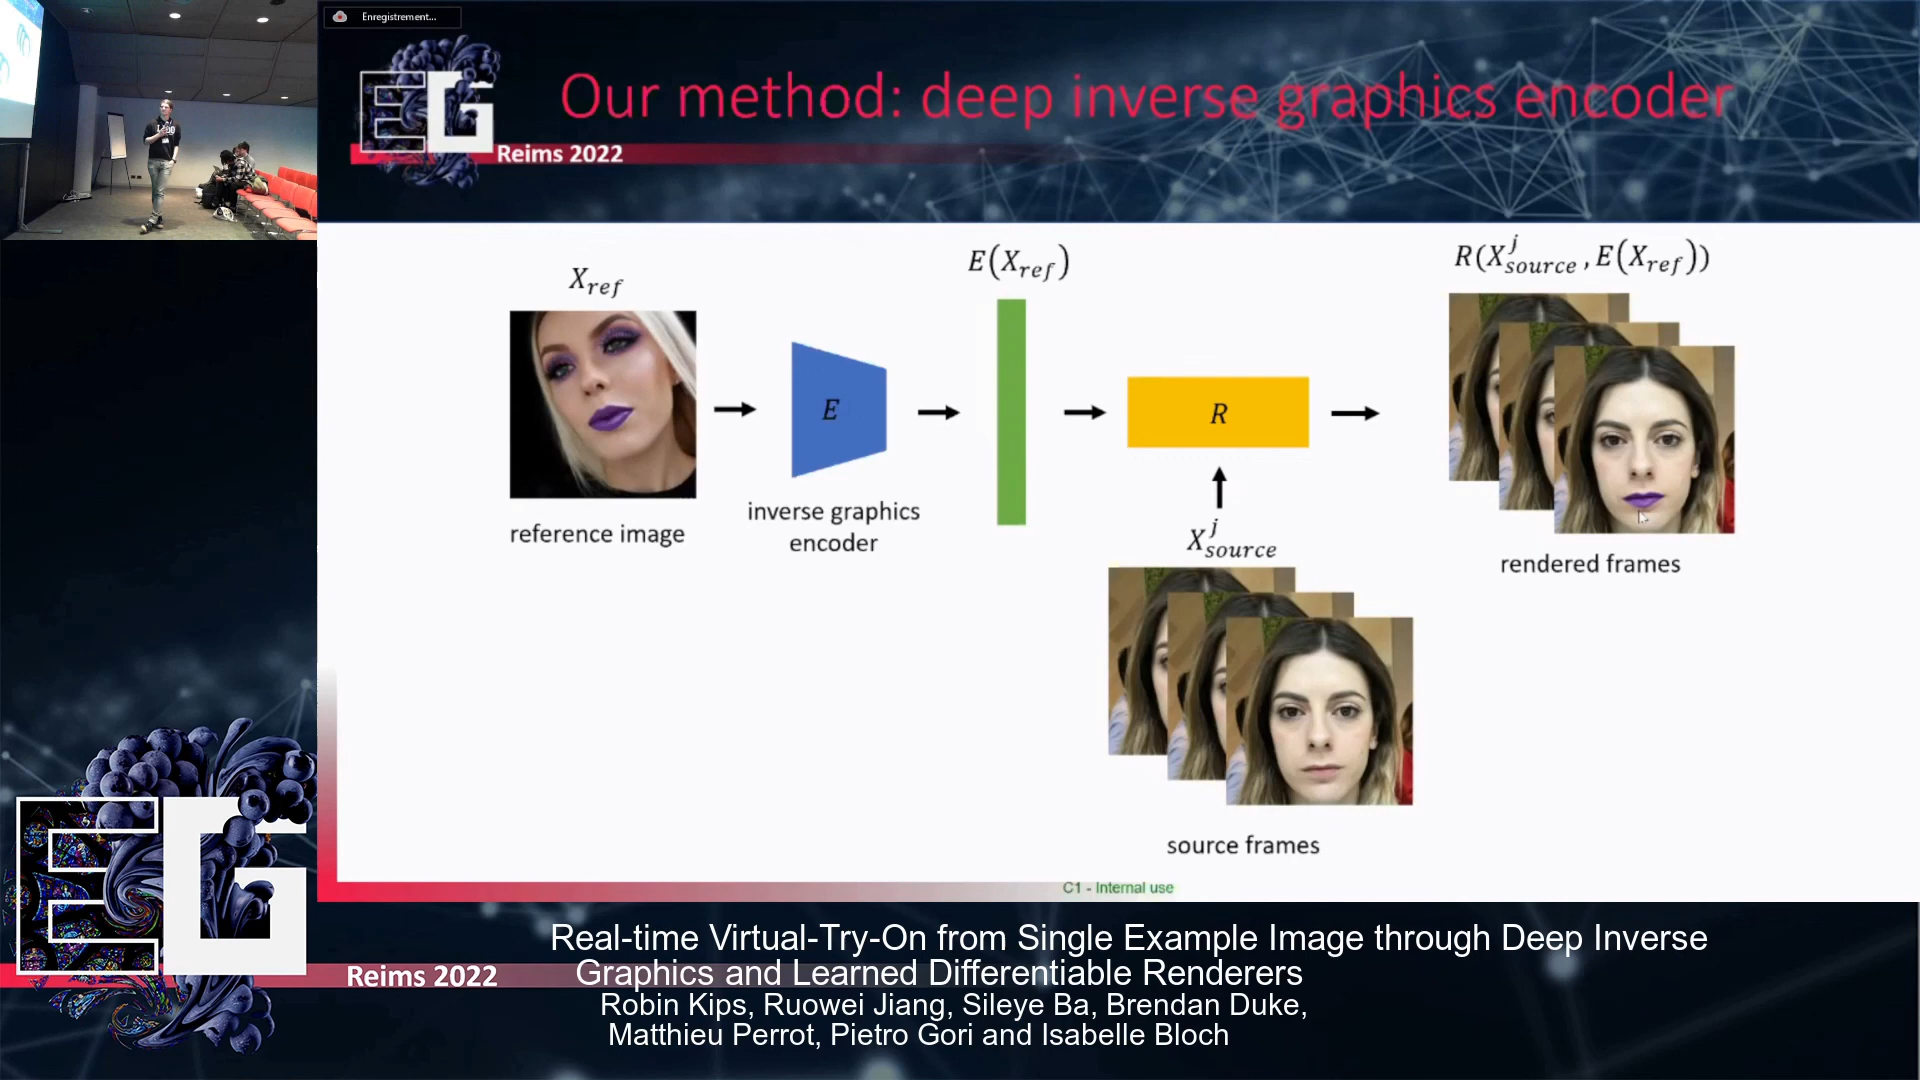 Enregistrement...
EG
Reims 2022
Our method: deep inverse graphics encoder
X_ref
reference image
E
inverse graphics
encoder
E(X_ref)
R
X^j_source
source frames
R(X^j_source, E(X_ref))
rendered frames
C1 - Internal use
EG
Reims 2022
Real-time Virtual-Try-On from Single Example Image through Deep Inverse
Graphics and Learned Differentiable Renderers
Robin Kips, Ruowei Jiang, Sileye Ba, Brendan Duke,
Matthieu Perrot, Pietro Gori and Isabelle Bloch